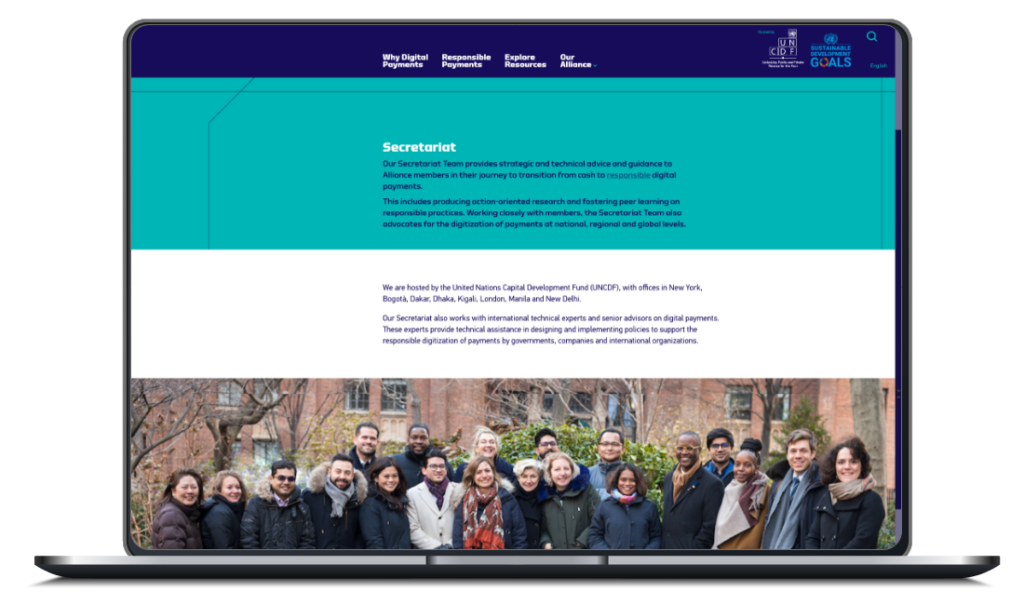 Why Digital
Payments
Responsible
Payments
Explore
Resources
Our
Alliance
UN
CDF
SUSTAINABLE
DEVELOPMENT
GOALS
English
Secretariat
Our Secretariat Team provides strategic and technical advice and guidance to
Alliance members in their journey to transition from cash to responsible digital
payments.
This includes producing action-oriented research and fostering peer learning on
responsible practices. Working closely with members, the Secretariat Team also
advocates for the digitization of payments at national, regional and global levels.
We are hosted by the United Nations Capital Development Fund (UNCDF), with offices in New York,
Bogotà, Dakar, Dhaka, Kigali, London, Manila and New Delhi.
Our Secretariat also works with international technical experts and senior advisors on digital payments.
These experts provide technical assistance in designing and implementing policies to support the
responsible digitization of payments by governments, companies and international organizations.